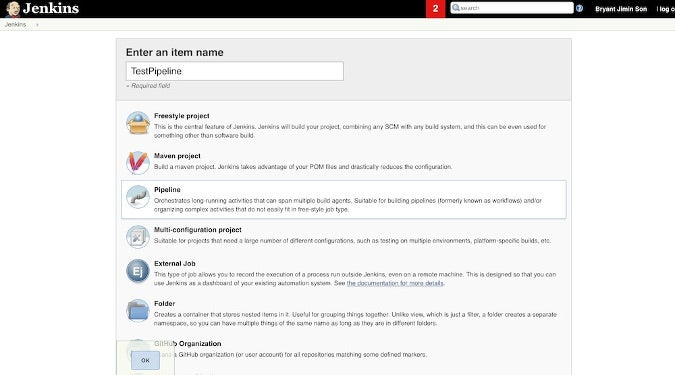 Jenkins
2
search
Bryant Jimin Son
log o
Jenkins
Enter an item name
TestPipeline
» Required field
Freestyle project
This is the central feature of Jenkins. Jenkins will build your project, combining any SCM with any build system, and this can be even used for
something other than software build.
Maven project
Build a maven project. Jenkins takes advantage of your POM files and drastically reduces the configuration.
Pipeline
Orchestrates long-running activities that can span multiple build agents. Suitable for building pipelines (formerly known as workflows) and/or
organizing complex activities that do not easily fit in free-style job type.
Multi-configuration project
Suitable for projects that need a large number of different configurations, such as testing on multiple environments, platform-specific builds, etc.
External Job
Ej
This type of job allows you to record the execution of a process run outside Jenkins, even on a remote machine. This is designed so that you can
use Jenkins as a dashboard of your existing automation system. See the documentation for more details.
Folder
Creates a container that stores nested items in it. Useful for grouping things together. Unlike view, which is just a filter, a folder creates a separate
namespace, so you can have multiple things of the same name as long as they are in different folders.
GitHub Organization
a GitHub organization (or user account) for all repositories matching some defined markers.
OK